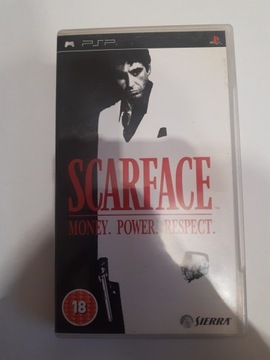 PSP
SCARFACE
MONEY. POWER. RESPECT.
18
SIERRA